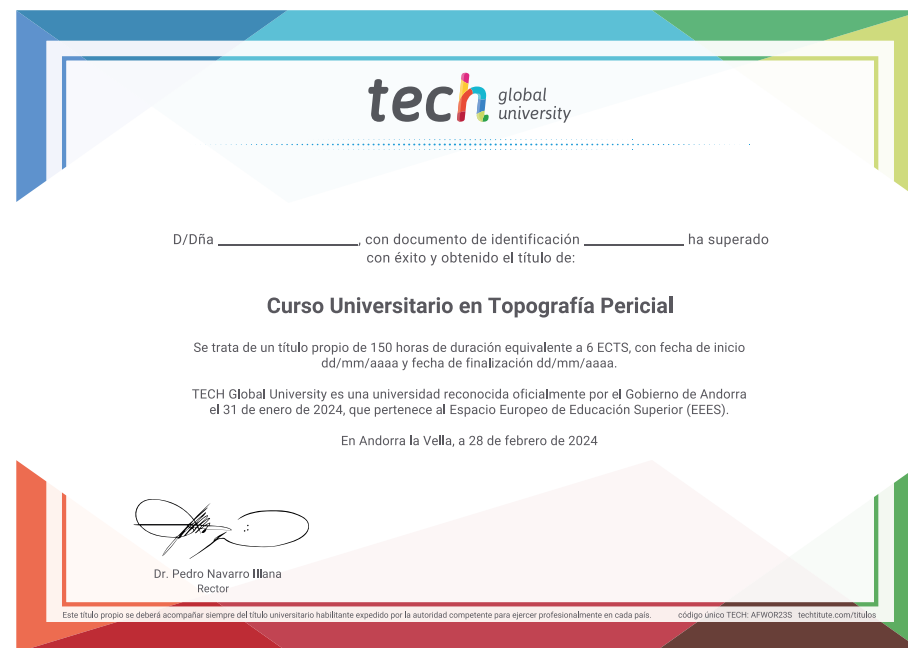 tech global university
D/Dña ______________, con documento de identificación __________ ha superado
con éxito y obtenido el título de:
Curso Universitario en Topografía Pericial
Se trata de un título propio de 150 horas de duración equivalente a 6 ECTS, con fecha de inicio
dd/mm/aaaa y fecha de finalización dd/mm/aaaa.
TECH Global University es una universidad reconocida oficialmente por el Gobierno de Andorra
el 31 de enero de 2024, que pertenece al Espacio Europeo de Educación Superior (EEES).
En Andorra la Vella, a 28 de febrero de 2024
Dr. Pedro Navarro Illana
Rector
Este título propio se deberá acompañar siempre del título universitario habilitante expedido por la autoridad competente para ejercer profesionalmente en cada país. código único TECH: AFWOR23S techtitute.com/titulos